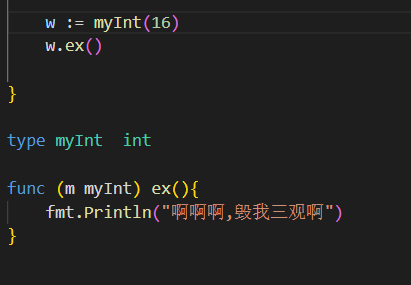 w := myInt(16)
w.ex()
}
type myInt  int
func (m myInt) ex(){
fmt.Println("啊啊啊,毁我三观啊")
}